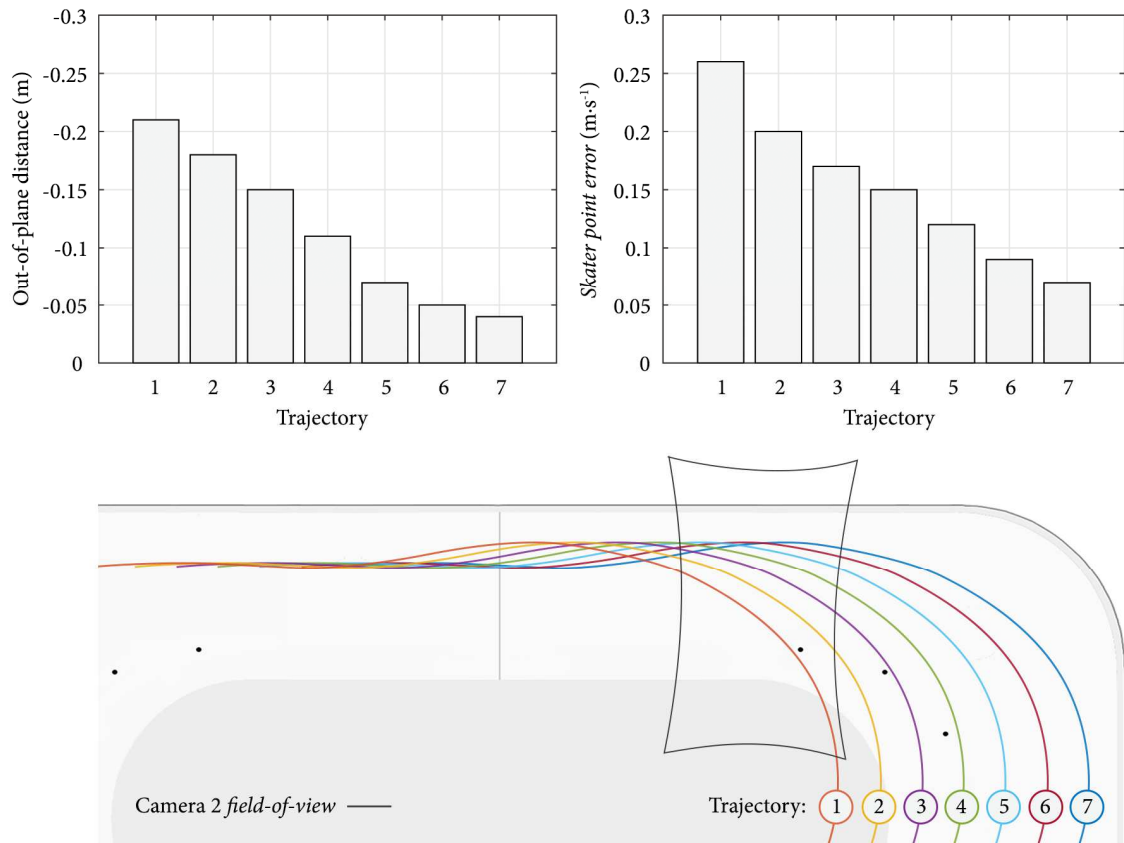 -0.3
-0.25
-0.2
-0.15
-0.1
-0.05
0
Out-of-plane distance (m)
1 2 3 4 5 6 7
Trajectory
0.3
0.25
0.2
0.15
0.1
0.05
0
Skater point error (m·s⁻¹)
1 2 3 4 5 6 7
Trajectory
Camera 2 field-of-view
Trajectory: 1 2 3 4 5 6 7